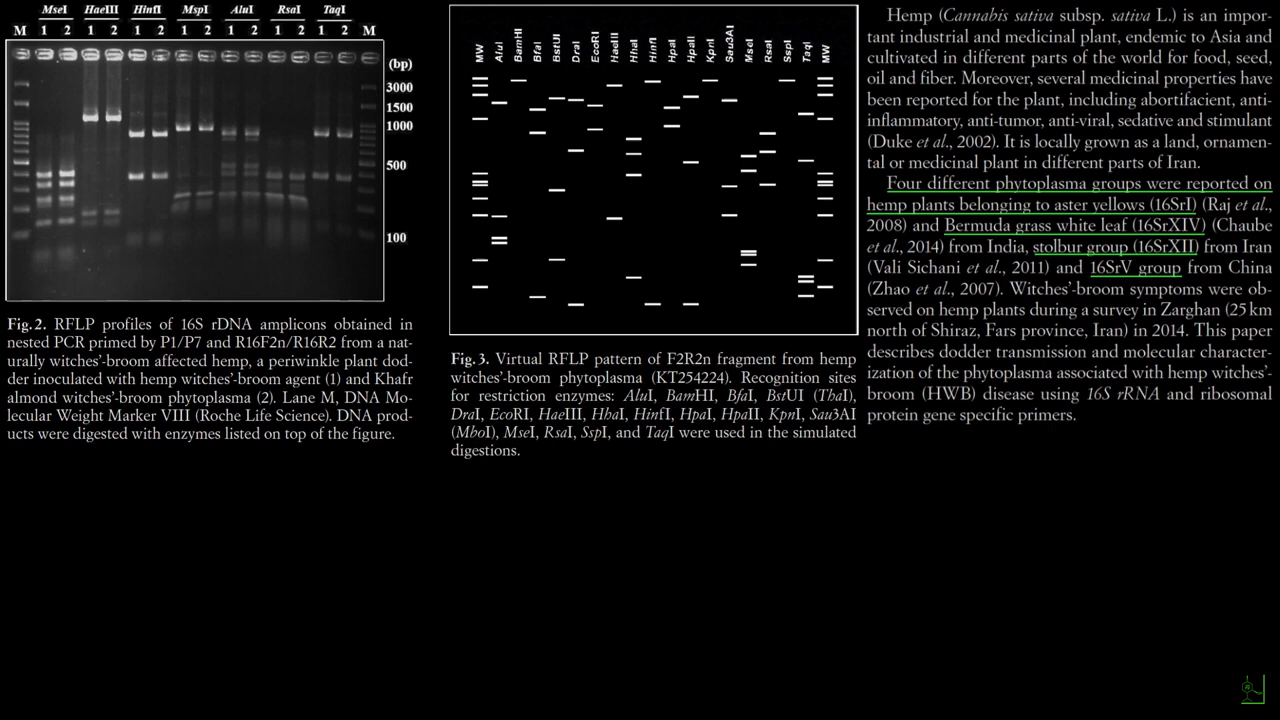 MseI HaeIII HinfI MspI AluI RsaI TaqI
M 1 2 1 2 1 2 1 2 1 2 1 2 1 2 M
(bp)
3000
1500
1000
500
100
Fig. 2. RFLP profiles of 16S rDNA amplicons obtained in
nested PCR primed by P1/P7 and R16F2n/R16R2 from a nat-
urally witches'-broom affected hemp, a periwinkle plant dod-
der inoculated with hemp witches'-broom agent (1) and Khafr
almond witches'-broom phytoplasma (2). Lane M, DNA Mo-
lecular Weight Marker VIII (Roche Life Science). DNA prod-
ucts were digested with enzymes listed on top of the figure.
MW AluI BamHI BfaI BstUI DraI EcoRI HaeIII HhaI HinfI HpaI HpaII KpnI Sau3AI MseI RsaI SspI TaqI MW
Fig. 3. Virtual RFLP pattern of F2R2n fragment from hemp
witches'-broom phytoplasma (KT254224). Recognition sites
for restriction enzymes: AluI, BamHI, BfaI, BstUI (ThaI),
DraI, EcoRI, HaeIII, HhaI, HinfI, HpaI, HpaII, KpnI, Sau3AI
(MboI), MseI, RsaI, SspI, and TaqI were used in the simulated
digestions.
Hemp (Cannabis sativa subsp. sativa L.) is an impor-
tant industrial and medicinal plant, endemic to Asia and
cultivated in different parts of the world for food, seed,
oil and fiber. Moreover, several medicinal properties have
been reported for the plant, including abortifacient, anti-
inflammatory, anti-tumor, anti-viral, sedative and stimulant
(Duke et al., 2002). It is locally grown as a land, ornamen-
tal or medicinal plant in different parts of Iran.
Four different phytoplasma groups were reported on
hemp plants belonging to aster yellows (16SrI) (Raj et al.,
2008) and Bermuda grass white leaf (16SrXIV) (Chaube
et al., 2014) from India, stolbur group (16SrXII) from Iran
(Vali Sichani et al., 2011) and 16SrV group from China
(Zhao et al., 2007). Witches'-broom symptoms were ob-
served on hemp plants during a survey in Zarghan (25 km
north of Shiraz, Fars province, Iran) in 2014. This paper
describes dodder transmission and molecular character-
ization of the phytoplasma associated with hemp witches'-
broom (HWB) disease using 16S rRNA and ribosomal
protein gene specific primers.